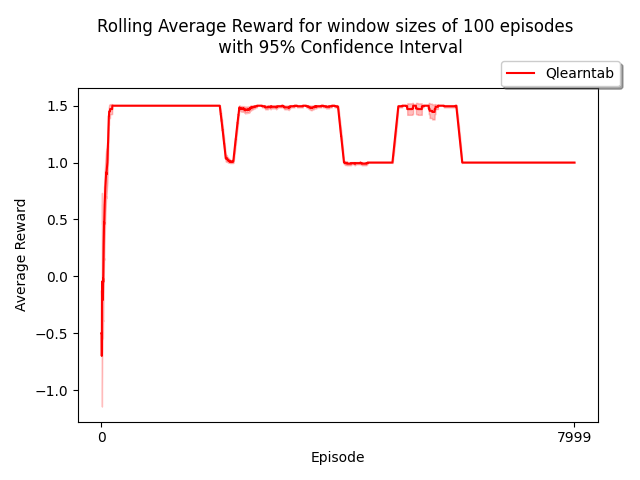 Rolling Average Reward for window sizes of 100 episodes
with 95% Confidence Interval
Qlearntab
1.5
1.0
0.5
0.0
−0.5
−1.0
Average Reward
0
7999
Episode